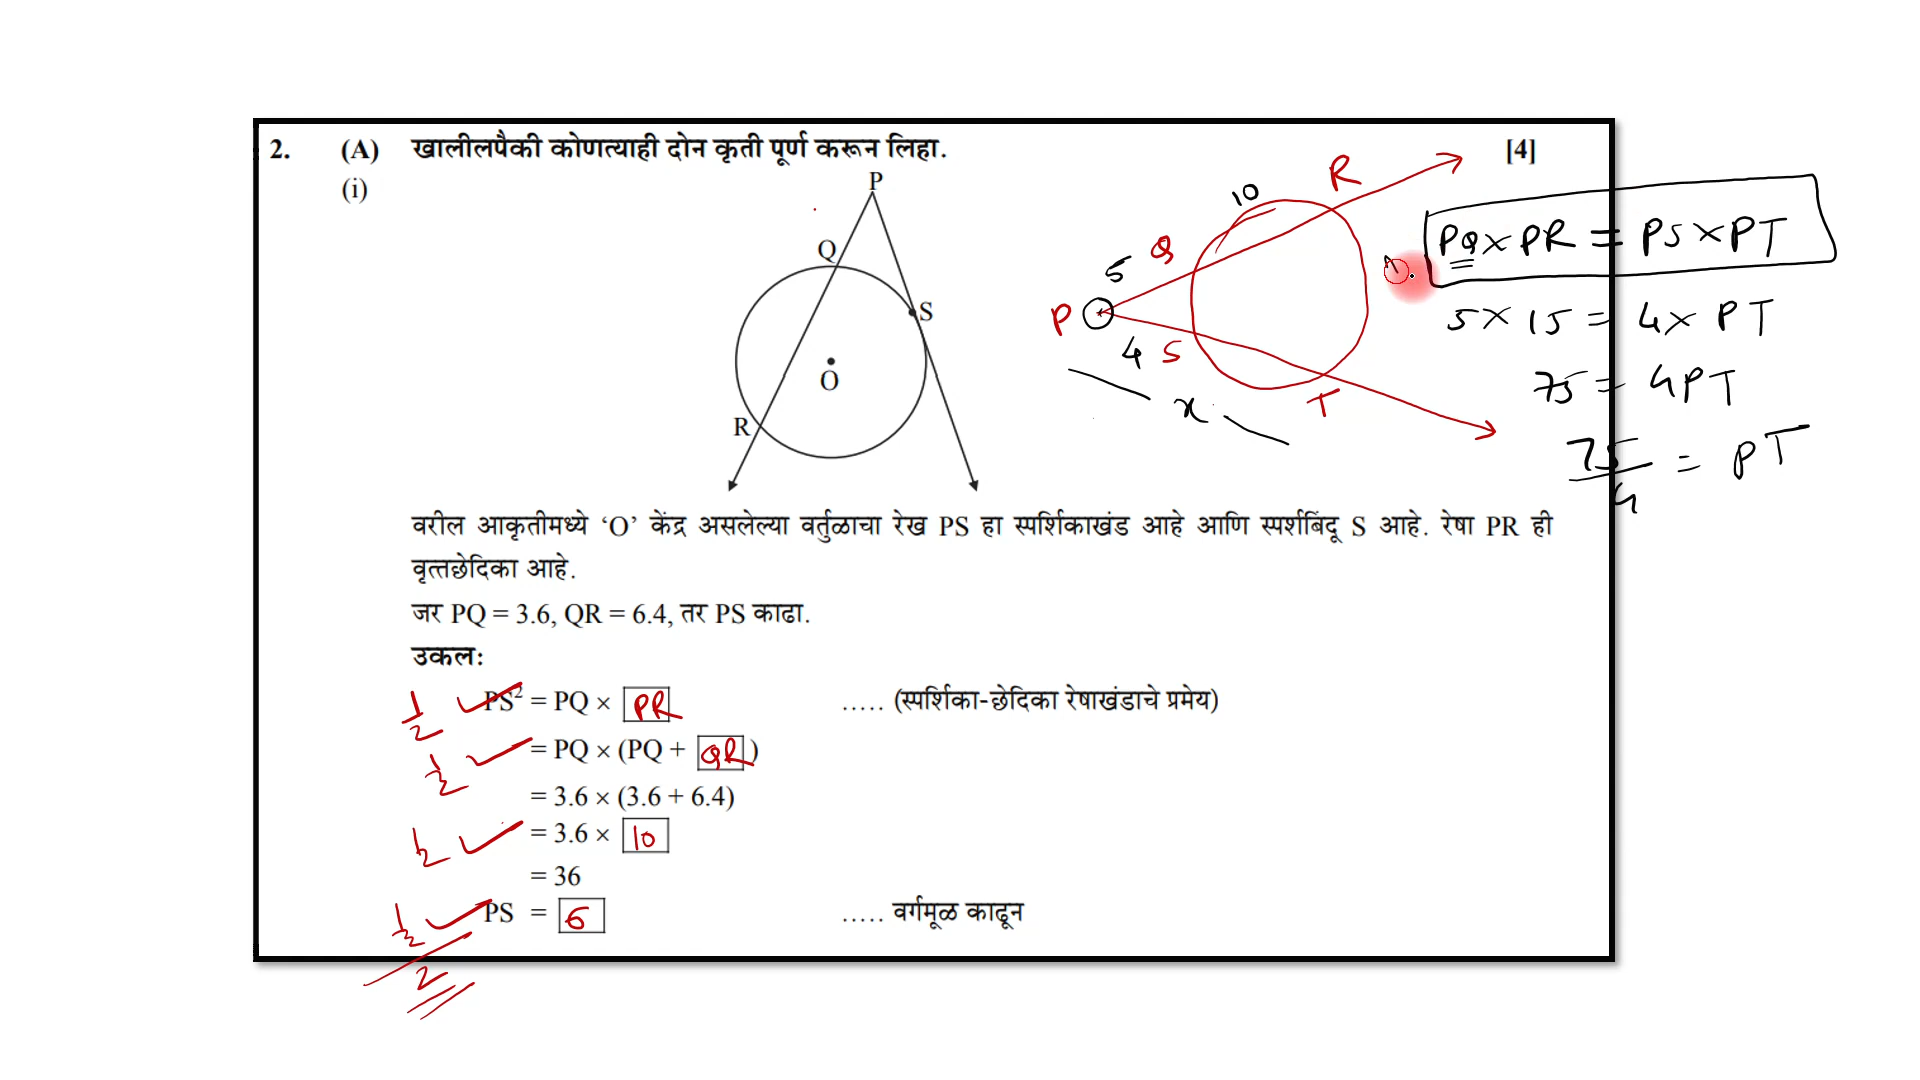 2. (A) खालीलपैकी कोणत्याही दोन कृती पूर्ण करून लिहा. [4]
(i)
P
Q
S
O
R
10
R
Q
5
P
4 S
x
T
PQ × PR = PS × PT
5 × 15 = 4 × PT
75 = 4PT
75/4 = PT
वरील आकृतीमध्ये ‘O’ केंद्र असलेल्या वर्तुळाचा रेख PS हा स्पर्शिकाखंड आहे आणि स्पर्शबिंदू S आहे. रेषा PR ही
वृत्तछेदिका आहे.
जर PQ = 3.6, QR = 6.4, तर PS काढा.
उकल:
1/2 PS² = PQ × PR ..... (स्पर्शिका-छेदिका रेषाखंडाचे प्रमेय)
1/2 = PQ × (PQ + QR)
= 3.6 × (3.6 + 6.4)
1/2 = 3.6 × 10
= 36
1/2 PS = 6 ..... वर्गमूळ काढून
2